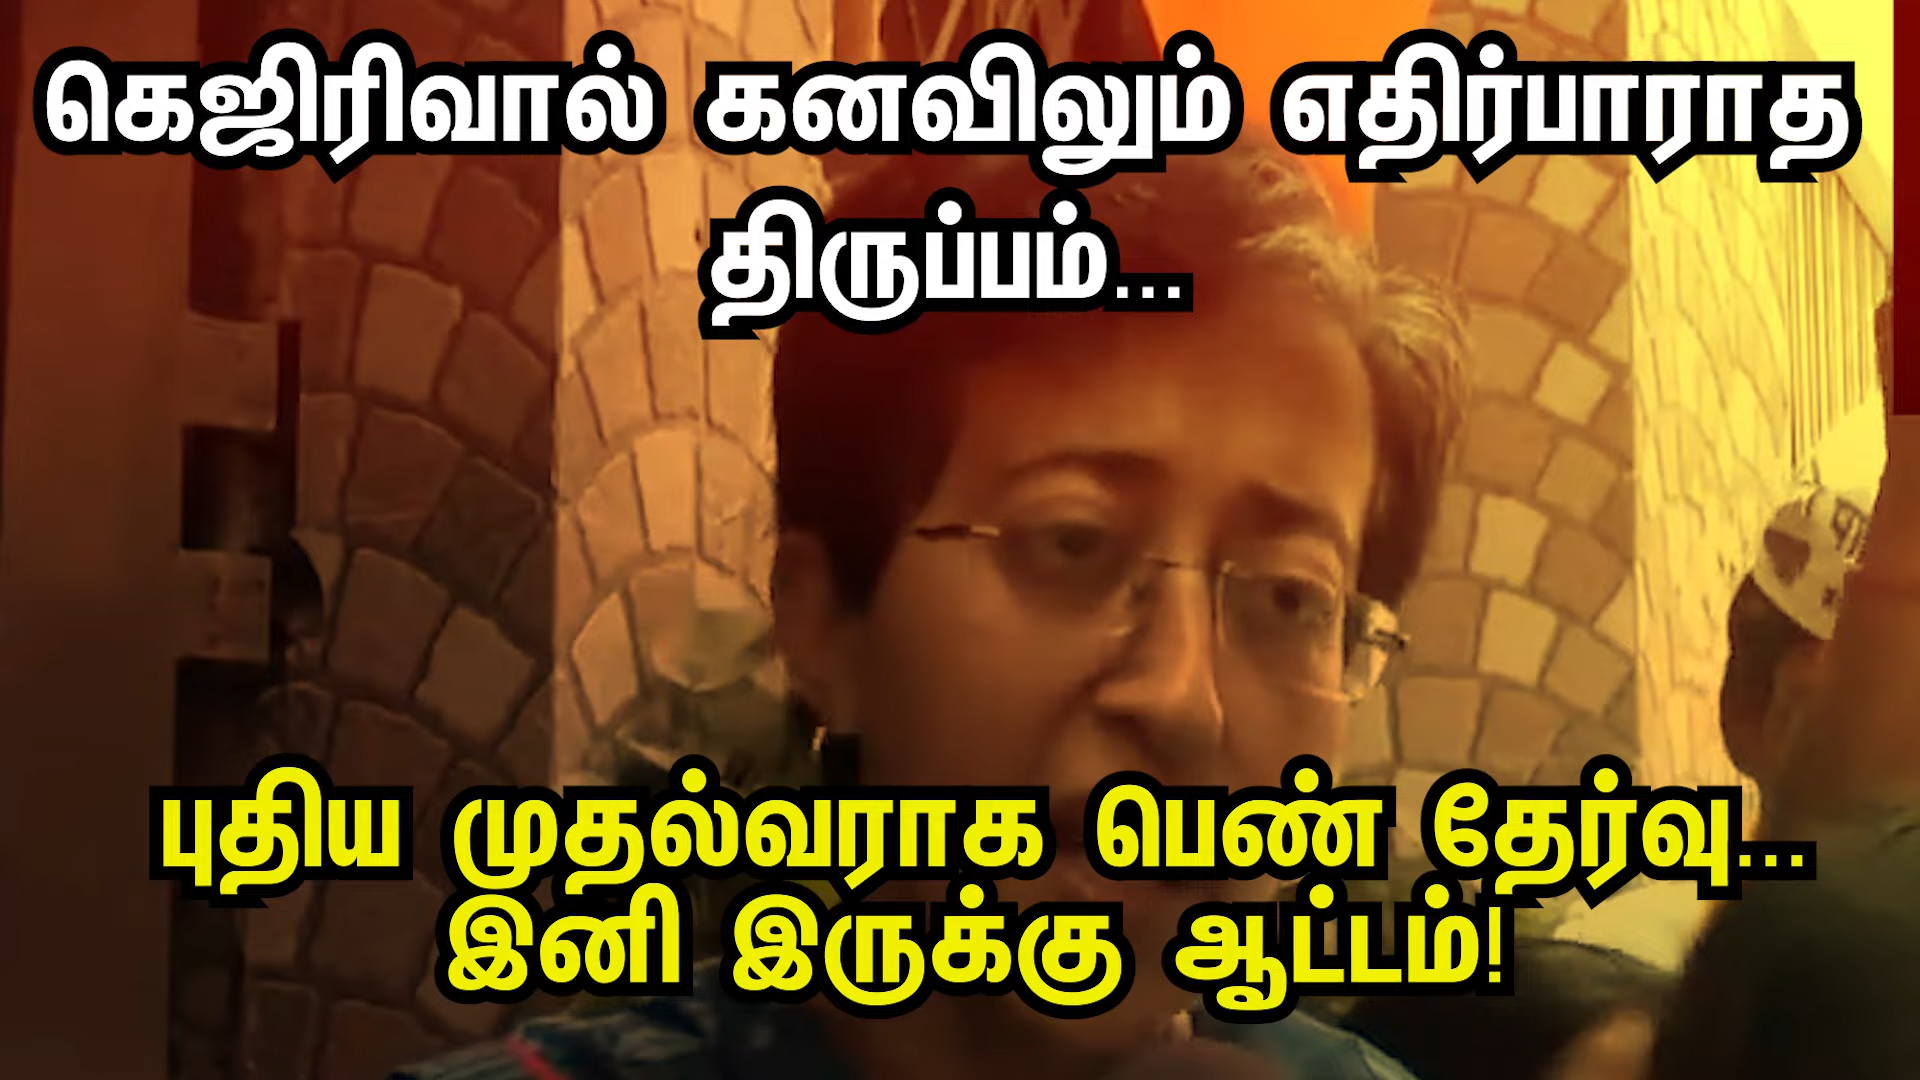 கெஜிரிவால் கனவிலும் எதிர்பாராத
திருப்பம்...
புதிய முதல்வராக பெண் தேர்வு...
இனி இருக்கு ஆட்டம்!